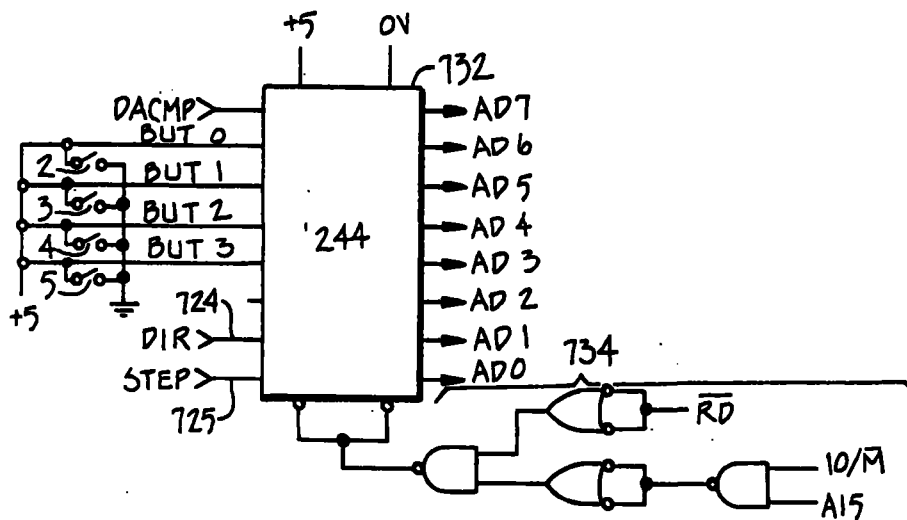 +5
0V
732
DACMP
AD7
BUT 0
AD6
2
BUT 1
AD5
3
BUT 2
'244
AD4
4
BUT 3
AD3
5
724
AD2
+5
DIR
AD1
734
STEP
AD0
725
RD
IO/M
A15